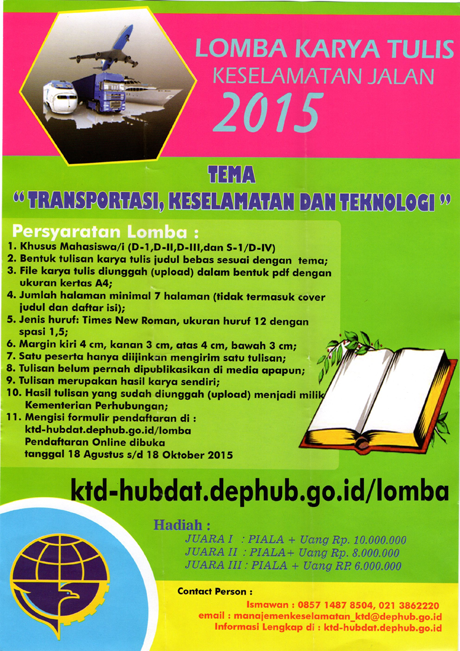 LOMBA KARYA TULIS
KESELAMATAN JALAN
2015
TEMA
“ TRANSPORTASI, KESELAMATAN DAN TEKNOLOGI ”
Persyaratan Lomba :
1. Khusus Mahasiswa/i (D-1,D-II,D-III,dan S-1/D-IV)
2. Bentuk tulisan karya tulis judul bebas sesuai dengan tema;
3. File karya tulis diunggah (upload) dalam bentuk pdf dengan
ukuran kertas A4;
4. Jumlah halaman minimal 7 halaman (tidak termasuk cover
judul dan daftar isi);
5. Jenis huruf: Times New Roman, ukuran huruf 12 dengan
spasi 1,5;
6. Margin kiri 4 cm, kanan 3 cm, atas 4 cm, bawah 3 cm;
7. Satu peserta hanya diijinkan mengirim satu tulisan;
8. Tulisan belum pernah dipublikasikan di media apapun;
9. Tulisan merupakan hasil karya sendiri;
10. Hasil tulisan yang sudah diunggah (upload) menjadi milik
Kementerian Perhubungan;
11. Mengisi formulir pendaftaran di :
ktd-hubdat.dephub.go.id/lomba
Pendaftaran Online dibuka
tanggal 18 Agustus s/d 18 Oktober 2015
ktd-hubdat.dephub.go.id/lomba
Hadiah :
JUARA I : PIALA + Uang Rp. 10.000.000
JUARA II : PIALA+ Uang Rp. 8.000.000
JUARA III : PIALA + Uang RP. 6.000.000
Contact Person :
Ismawan : 0857 1487 8504, 021 3862220
email : manajemenkeselamatan_ktd@dephub.go.id
Informasi Lengkap di : ktd-hubdat.dephub.go.id